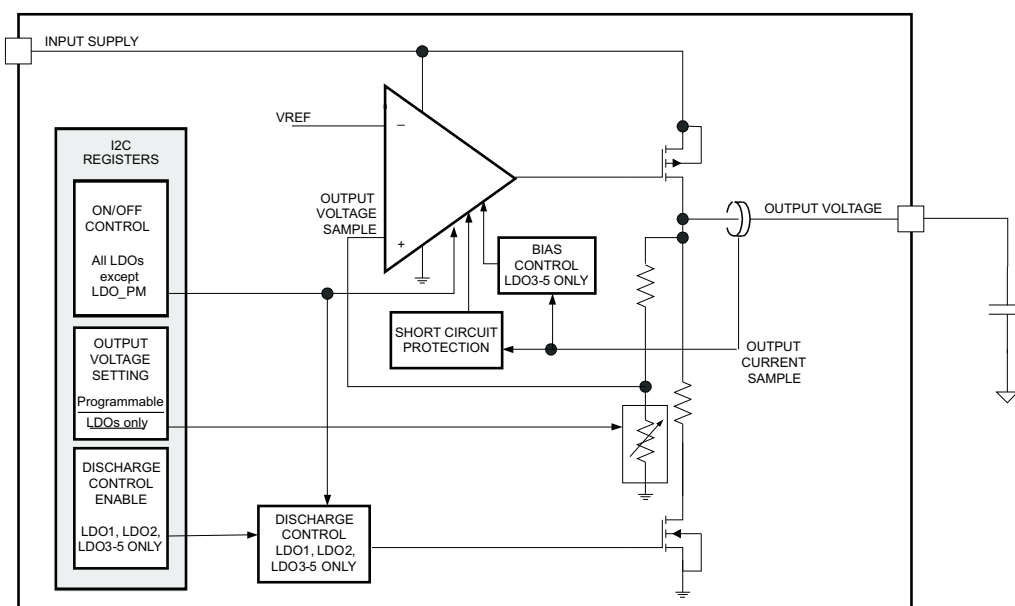 INPUT SUPPLY
VREF
−
+
OUTPUT
VOLTAGE
SAMPLE
I2C
REGISTERS
ON/OFF
CONTROL
All LDOs
except
LDO_PM
OUTPUT
VOLTAGE
SETTING
Programmable
LDOs only
DISCHARGE
CONTROL
ENABLE
LDO1, LDO2,
LDO3-5 ONLY
BIAS
CONTROL
LDO3-5 ONLY
SHORT CIRCUIT
PROTECTION
OUTPUT VOLTAGE
OUTPUT
CURRENT
SAMPLE
DISCHARGE
CONTROL
LDO1, LDO2,
LDO3-5 ONLY